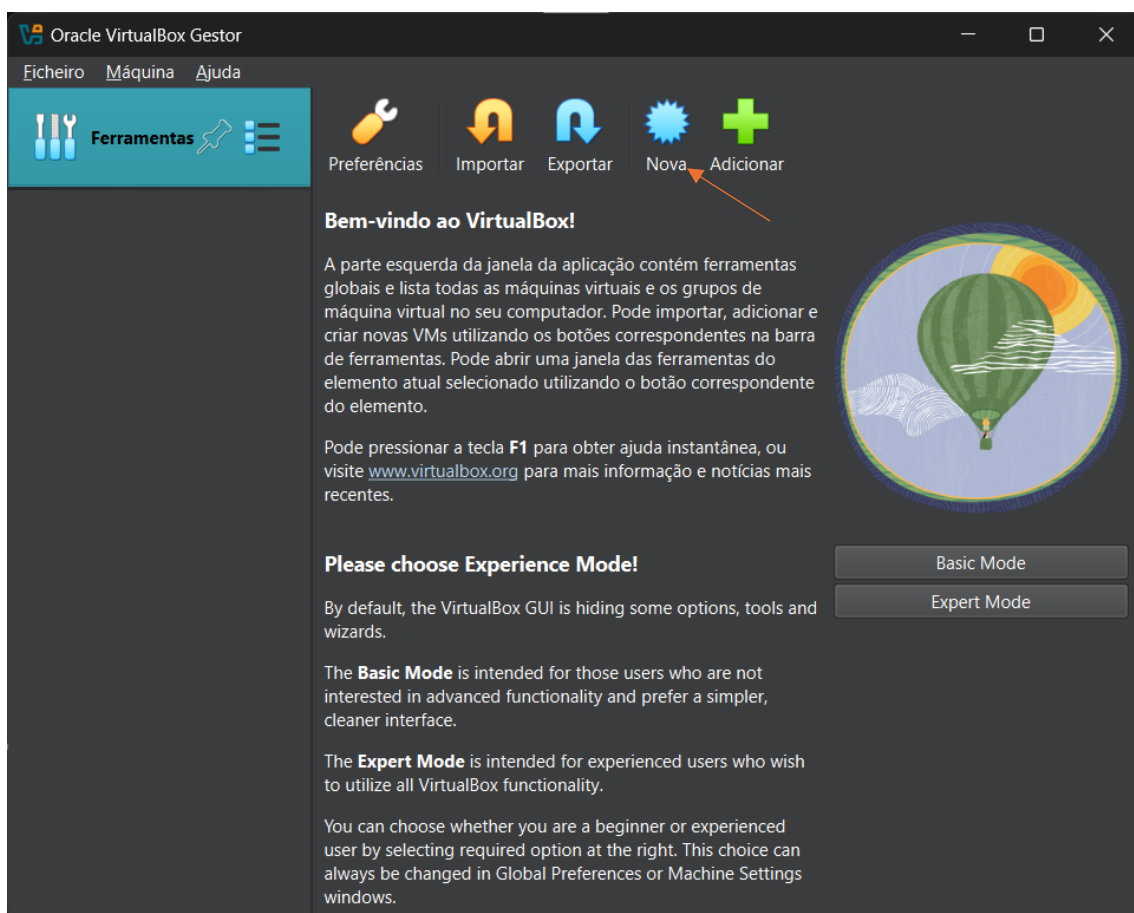 Oracle VirtualBox Gestor
Ficheiro Máquina Ajuda
Ferramentas
Preferências Importar Exportar Nova Adicionar
Bem-vindo ao VirtualBox!
A parte esquerda da janela da aplicação contém ferramentas
globais e lista todas as máquinas virtuais e os grupos de
máquina virtual no seu computador. Pode importar, adicionar e
criar novas VMs utilizando os botões correspondentes na barra
de ferramentas. Pode abrir uma janela das ferramentas do
elemento atual selecionado utilizando o botão correspondente
do elemento.
Pode pressionar a tecla F1 para obter ajuda instantânea, ou
visite www.virtualbox.org para mais informação e notícias mais
recentes.
Please choose Experience Mode!
By default, the VirtualBox GUI is hiding some options, tools and
wizards.
The Basic Mode is intended for those users who are not
interested in advanced functionality and prefer a simpler,
cleaner interface.
The Expert Mode is intended for experienced users who wish
to utilize all VirtualBox functionality.
You can choose whether you are a beginner or experienced
user by selecting required option at the right. This choice can
always be changed in Global Preferences or Machine Settings
windows.
Basic Mode
Expert Mode